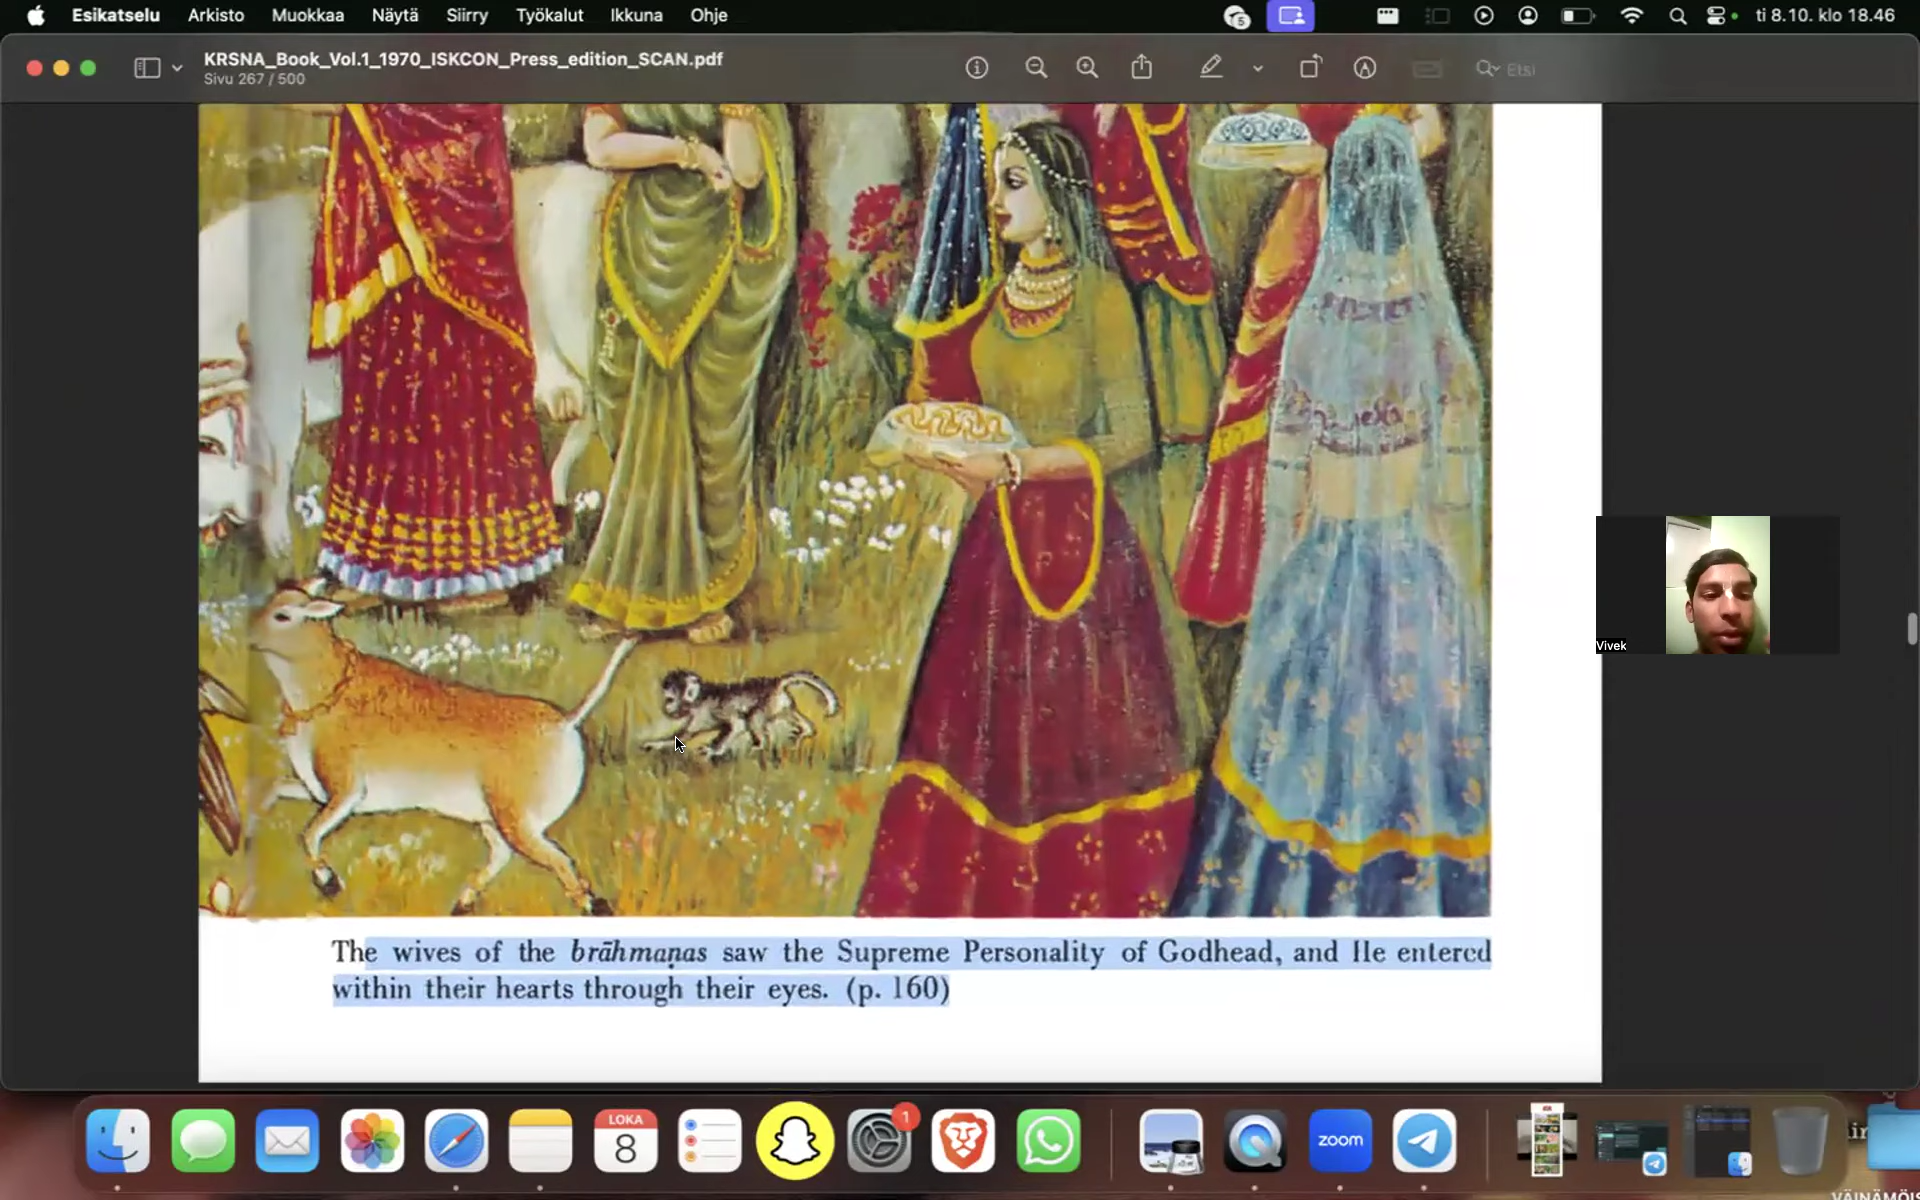 Esikatselu Arkisto Muokkaa Näytä Siirry Työkalut Ikkuna Ohje
5
ti 8.10. klo 18.46
KRSNA_Book_Vol.1_1970_ISKCON_Press_edition_SCAN.pdf
Sivu 267 / 500
Etsi
Vivek
The wives of the brāhmaṇas saw the Supreme Personality of Godhead, and He entered
within their hearts through their eyes. (p. 160)
LOKA
8
1
zoom